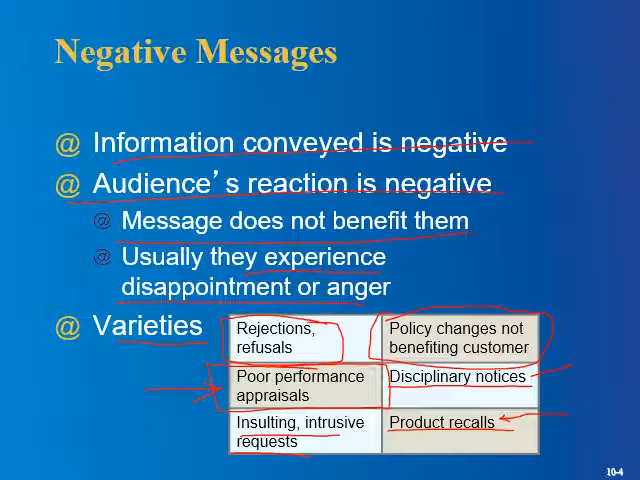 Negative Messages
@ Information conveyed is negative
@ Audience's reaction is negative
@ Message does not benefit them
@ Usually they experience
disappointment or anger
@ Varieties
Rejections,
refusals
Policy changes not
benefiting customer
Poor performance
appraisals
Disciplinary notices
Insulting, intrusive
requests
Product recalls
10-4